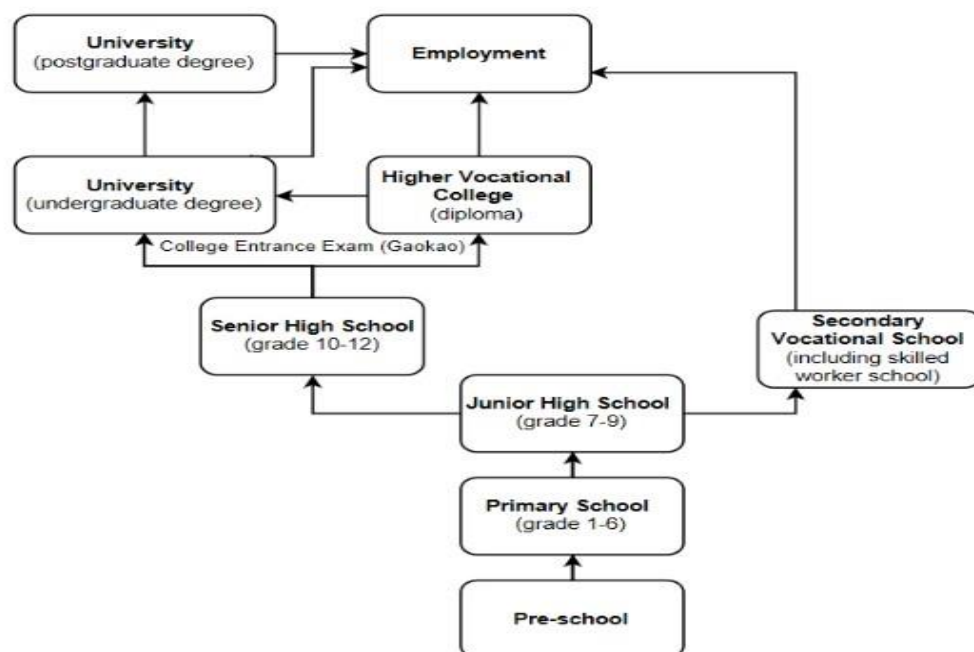 University
(postgraduate degree)
Employment
University
(undergraduate degree)
Higher Vocational
College
(diploma)
College Entrance Exam (Gaokao)
Senior High School
(grade 10-12)
Secondary
Vocational School
(including skilled
worker school)
Junior High School
(grade 7-9)
Primary School
(grade 1-6)
Pre-school